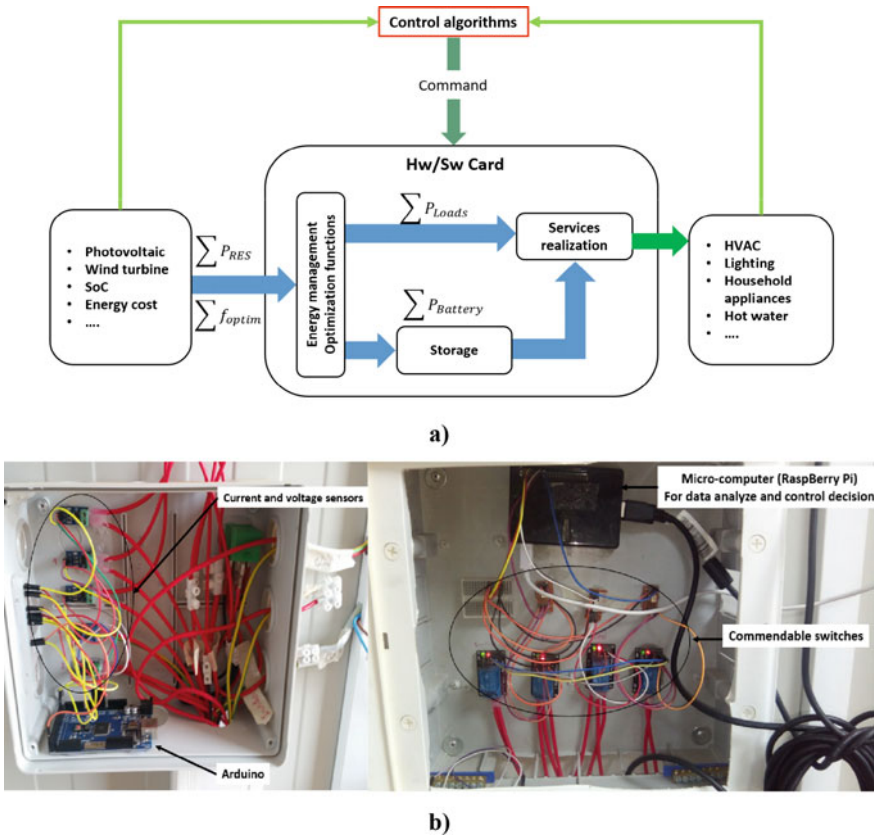 Control algorithms
Command
Hw/Sw Card
• Photovoltaic
• Wind turbine
• SoC
• Energy cost
• ....
∑ P_RES
∑ f_optim
Energy management
Optimization functions
∑ P_Loads
∑ P_Battery
Storage
Services
realization
• HVAC
• Lighting
• Household
appliances
• Hot water
• ....
a)
Current and voltage sensors
Arduino
Micro-computer (RaspBerry Pi)
For data analyze and control decision
Commendable switches
b)